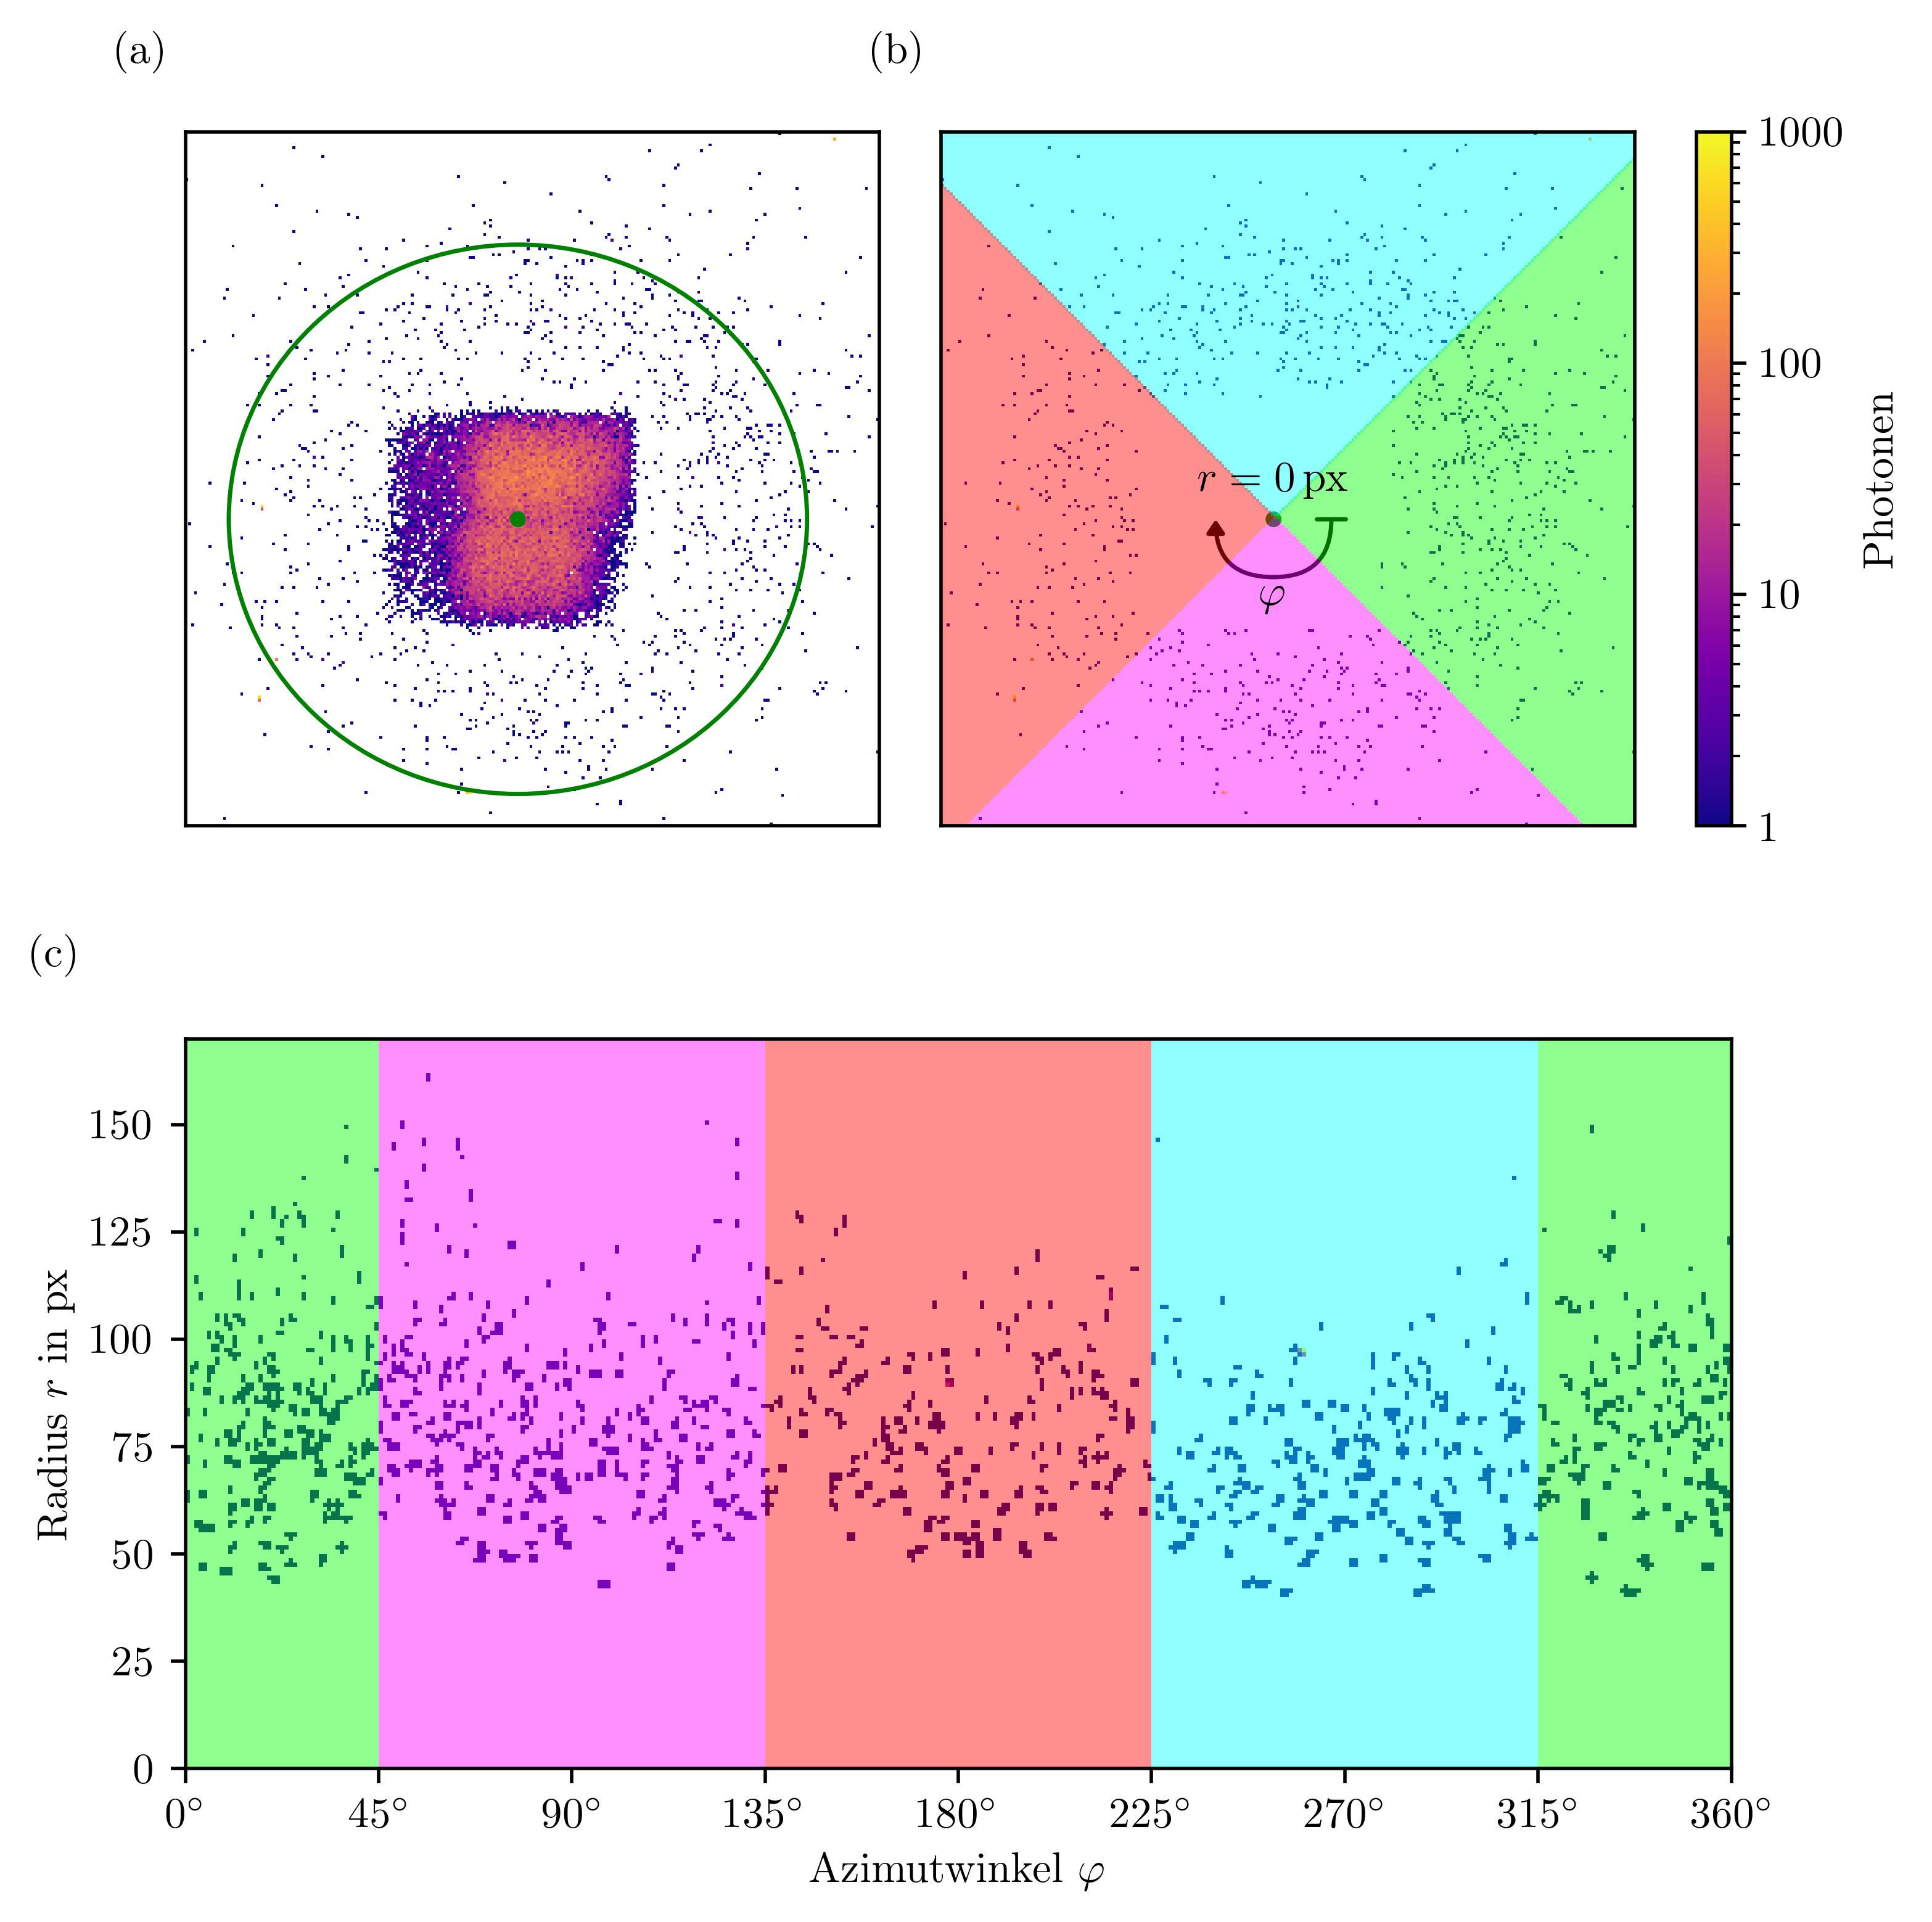 (a)
(b)
r = 0 px
φ
1000
100
10
1
Photonen
(c)
150
125
100
75
50
25
0
Radius r in px
0° 45° 90° 135° 180° 225° 270° 315° 360°
Azimutwinkel φ